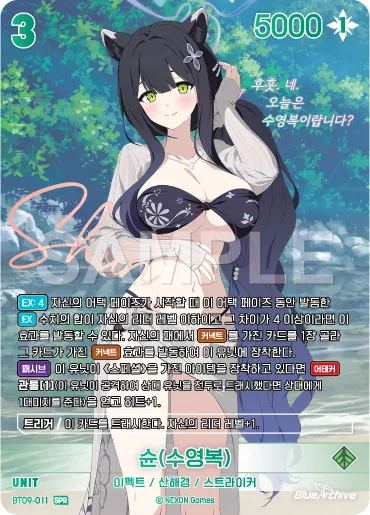 3
5000 1
후훗. 네.
오늘은
수영복이랍니다?
SAMPLE
EX: 4 자신의 어택 페이즈가 시작할 때 이 어택 페이즈 동안 발동한
EX 수치의 합이 자신의 리더 레벨 이하이고 그 차이가 4 이상이라면 이
효과를 발동할 수 있다. 자신의 패에서 커넥트 를 가진 카드를 1장 골라
그 카드가 가진 커넥트 효과를 발동하여 이 유닛에 장착한다.
패시브 이 유닛이 <스페셜>을 가진 아이템을 장착하고 있다면 어태커
관통[1](이 유닛이 공격하여 상대 유닛을 전투로 트래시했다면 상대에게
1대미지를 준다)을 얻고 히트+1.
트리거 / 이 카드를 드래시한다. 자신의 리더 레벨+1.
슌(수영복)
UNIT
이펙트 / 산해경 / 스트라이커
BT09-011 SPR
© NEXON Games
BlueArchive